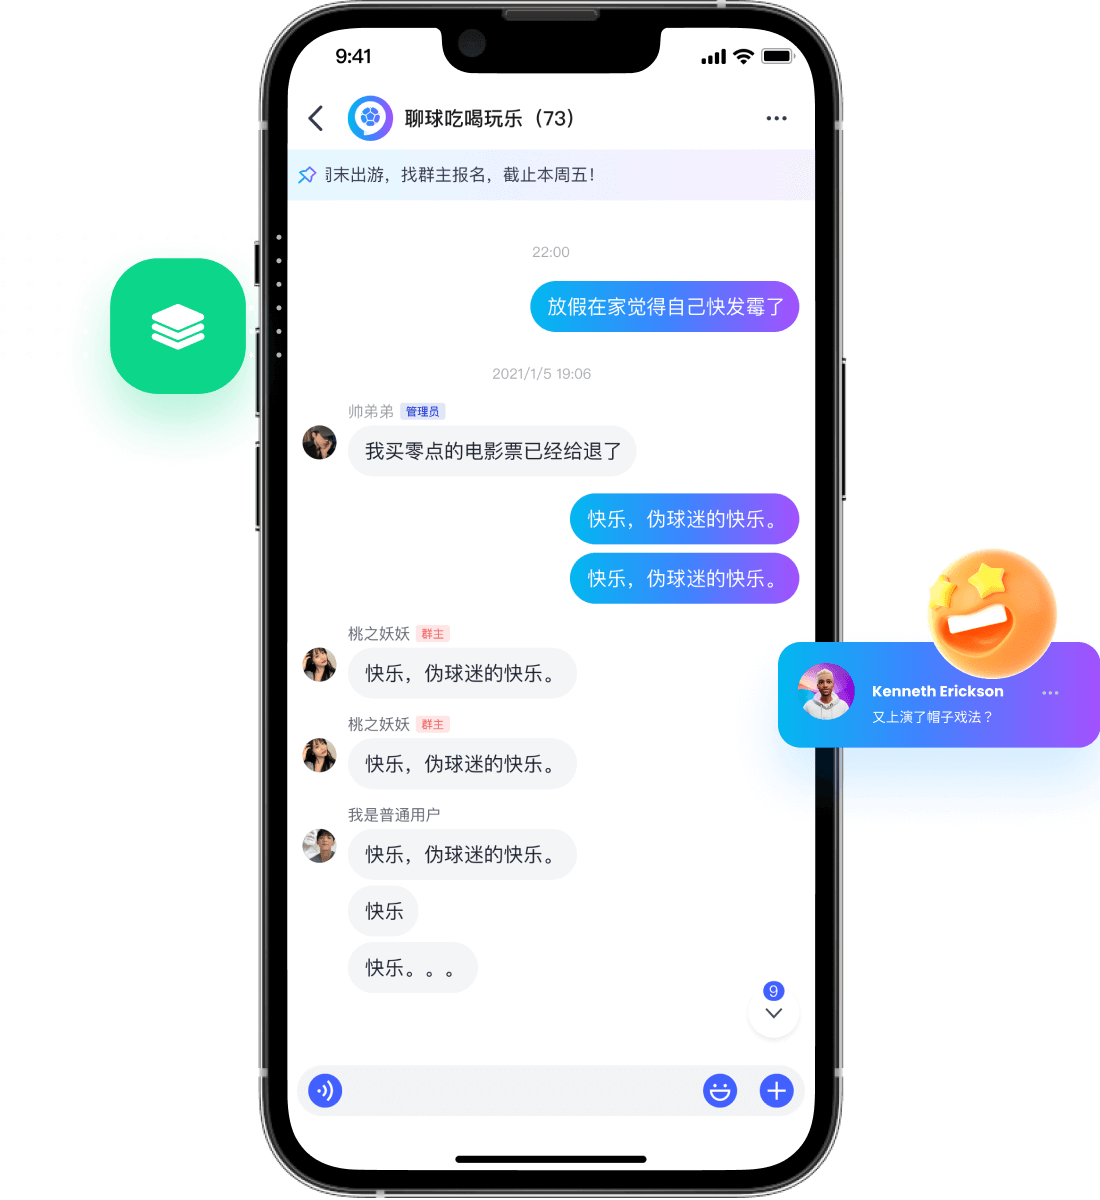 9:41
聊球吃喝玩乐（73）
周末出游，找群主报名，截止本周五！
22:00
放假在家觉得自己快发霉了
2021/1/5 19:06
帅弟弟 管理员
我买零点的电影票已经给退了
快乐，伪球迷的快乐。
快乐，伪球迷的快乐。
桃之妖妖 群主
快乐，伪球迷的快乐。
Kenneth Erickson
又上演了帽子戏法？
桃之妖妖 群主
快乐，伪球迷的快乐。
我是普通用户
快乐，伪球迷的快乐。
快乐
快乐。。。
9